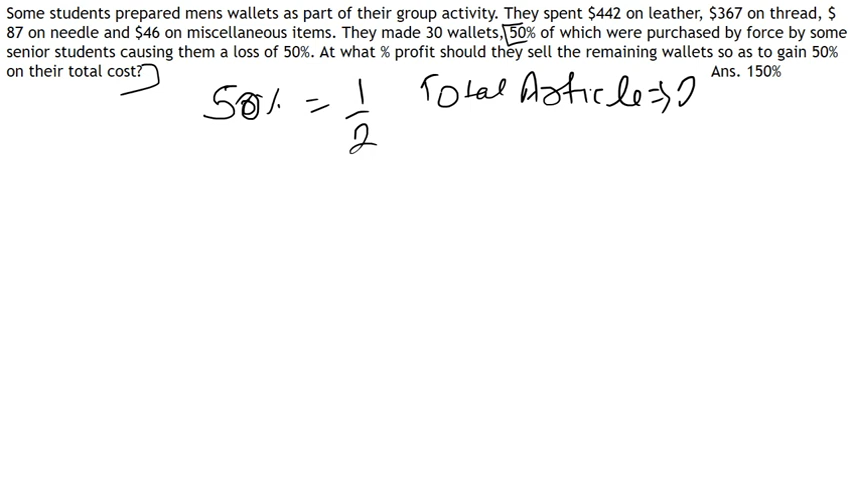 Some students prepared mens wallets as part of their group activity. They spent $442 on leather, $367 on thread, $
87 on needle and $46 on miscellaneous items. They made 30 wallets, 50% of which were purchased by force by some
senior students causing them a loss of 50%. At what % profit should they sell the remaining wallets so as to gain 50%
on their total cost? Ans. 150%
50% = 1/2 Total Article =>